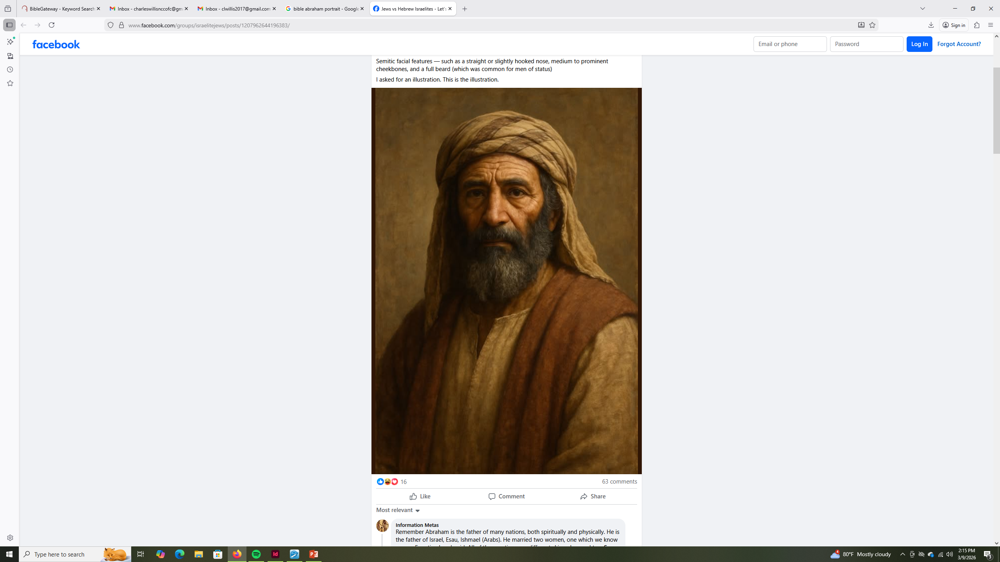 BibleGateway - Keyword Search
Inbox - charleswillisnccofc@gm
Inbox - clwillis2017@gmail.com
bible abraham portrait - Google
Jews vs Hebrew Israelites - Let's
www.facebook.com/groups/israelitejews/posts/1207962644196383/
Sign in
facebook
Email or phone
Password
Log In
Forgot Account?
Semitic facial features — such as a straight or slightly hooked nose, medium to prominent
cheekbones, and a full beard (which was common for men of status)
I asked for an illustration. This is the illustration.
16
63 comments
Like
Comment
Share
Most relevant
Information Metas
Remember Abraham is the father of many nations, both spiritually and physically. He is
the father of Israel, Esau, Ishmael (Arabs). He married two women, one which we know
Type here to search
Id
4
80°F Mostly cloudy
2:15 PM
3/9/2026
3